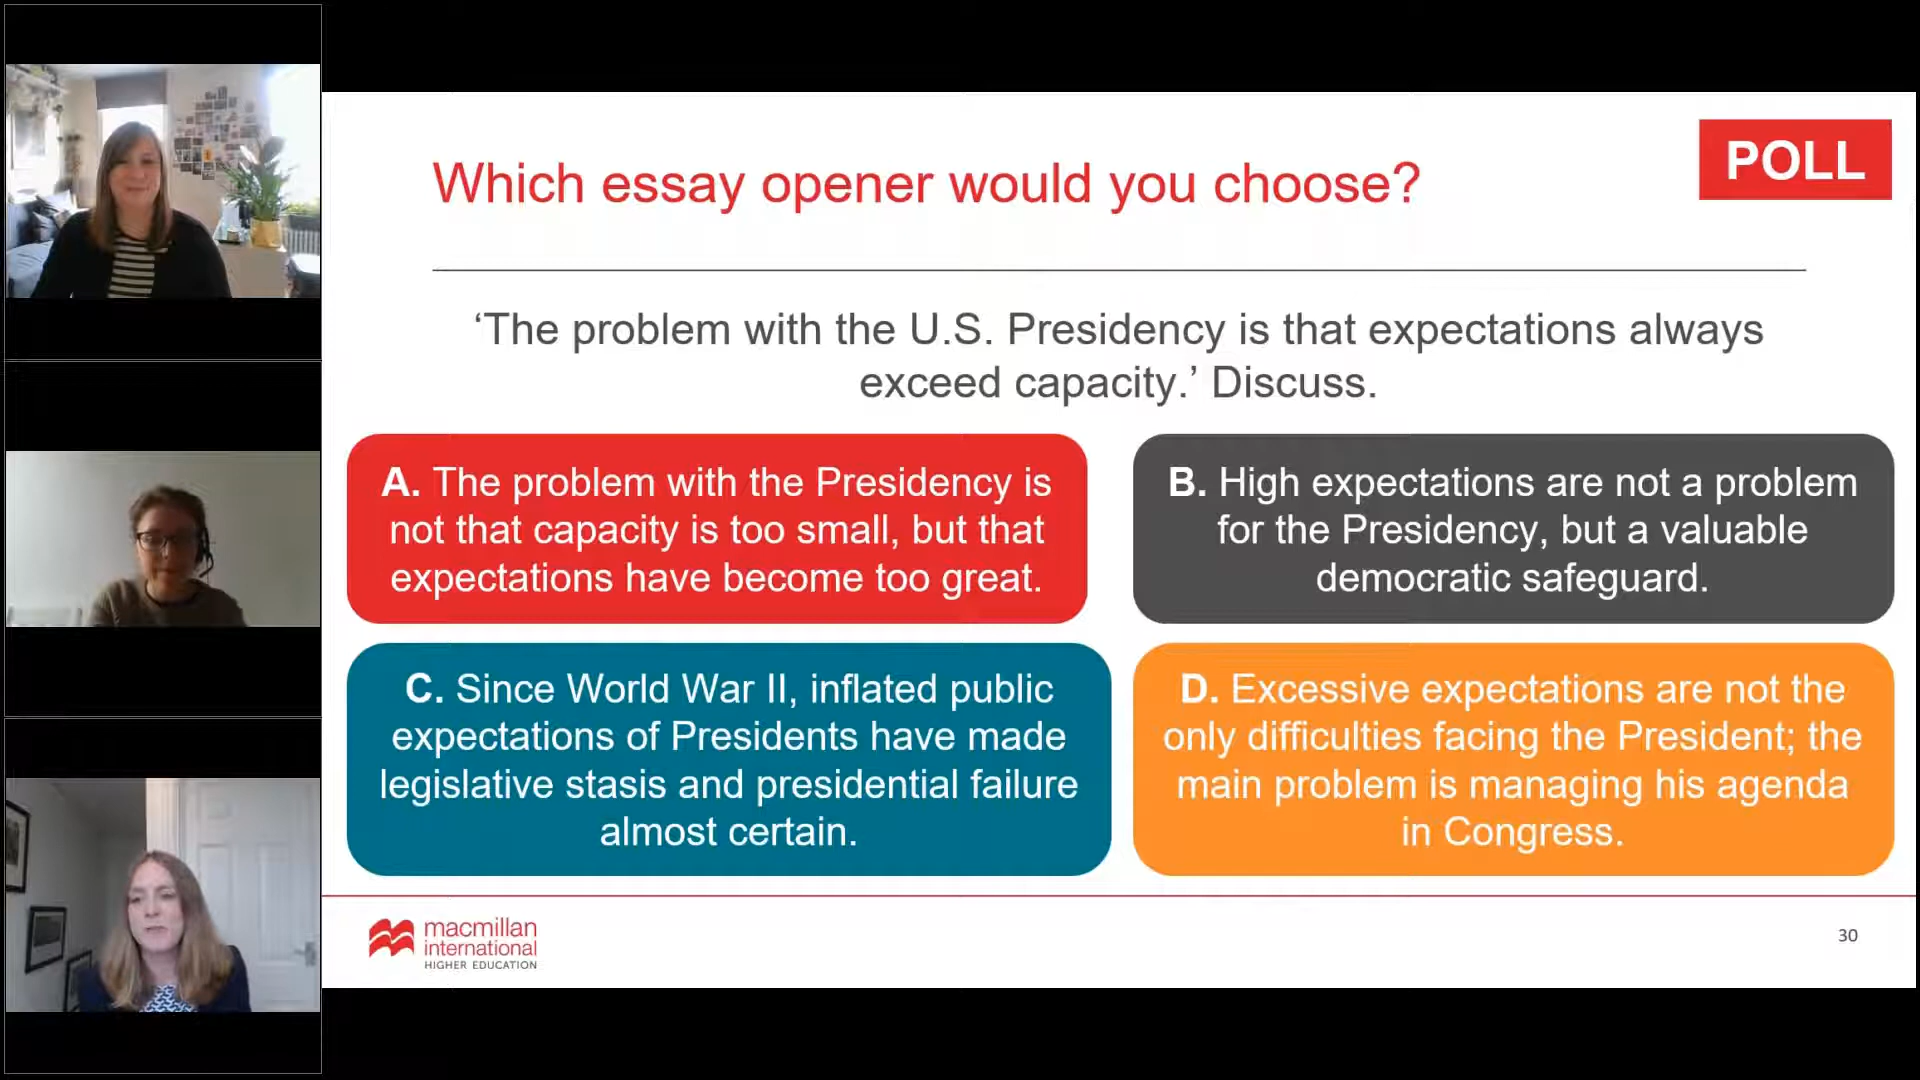 Which essay opener would you choose?
POLL
‘The problem with the U.S. Presidency is that expectations always
exceed capacity.’ Discuss.
A. The problem with the Presidency is
not that capacity is too small, but that
expectations have become too great.
B. High expectations are not a problem
for the Presidency, but a valuable
democratic safeguard.
C. Since World War II, inflated public
expectations of Presidents have made
legislative stasis and presidential failure
almost certain.
D. Excessive expectations are not the
only difficulties facing the President; the
main problem is managing his agenda
in Congress.
macmillan
international
HIGHER EDUCATION
30